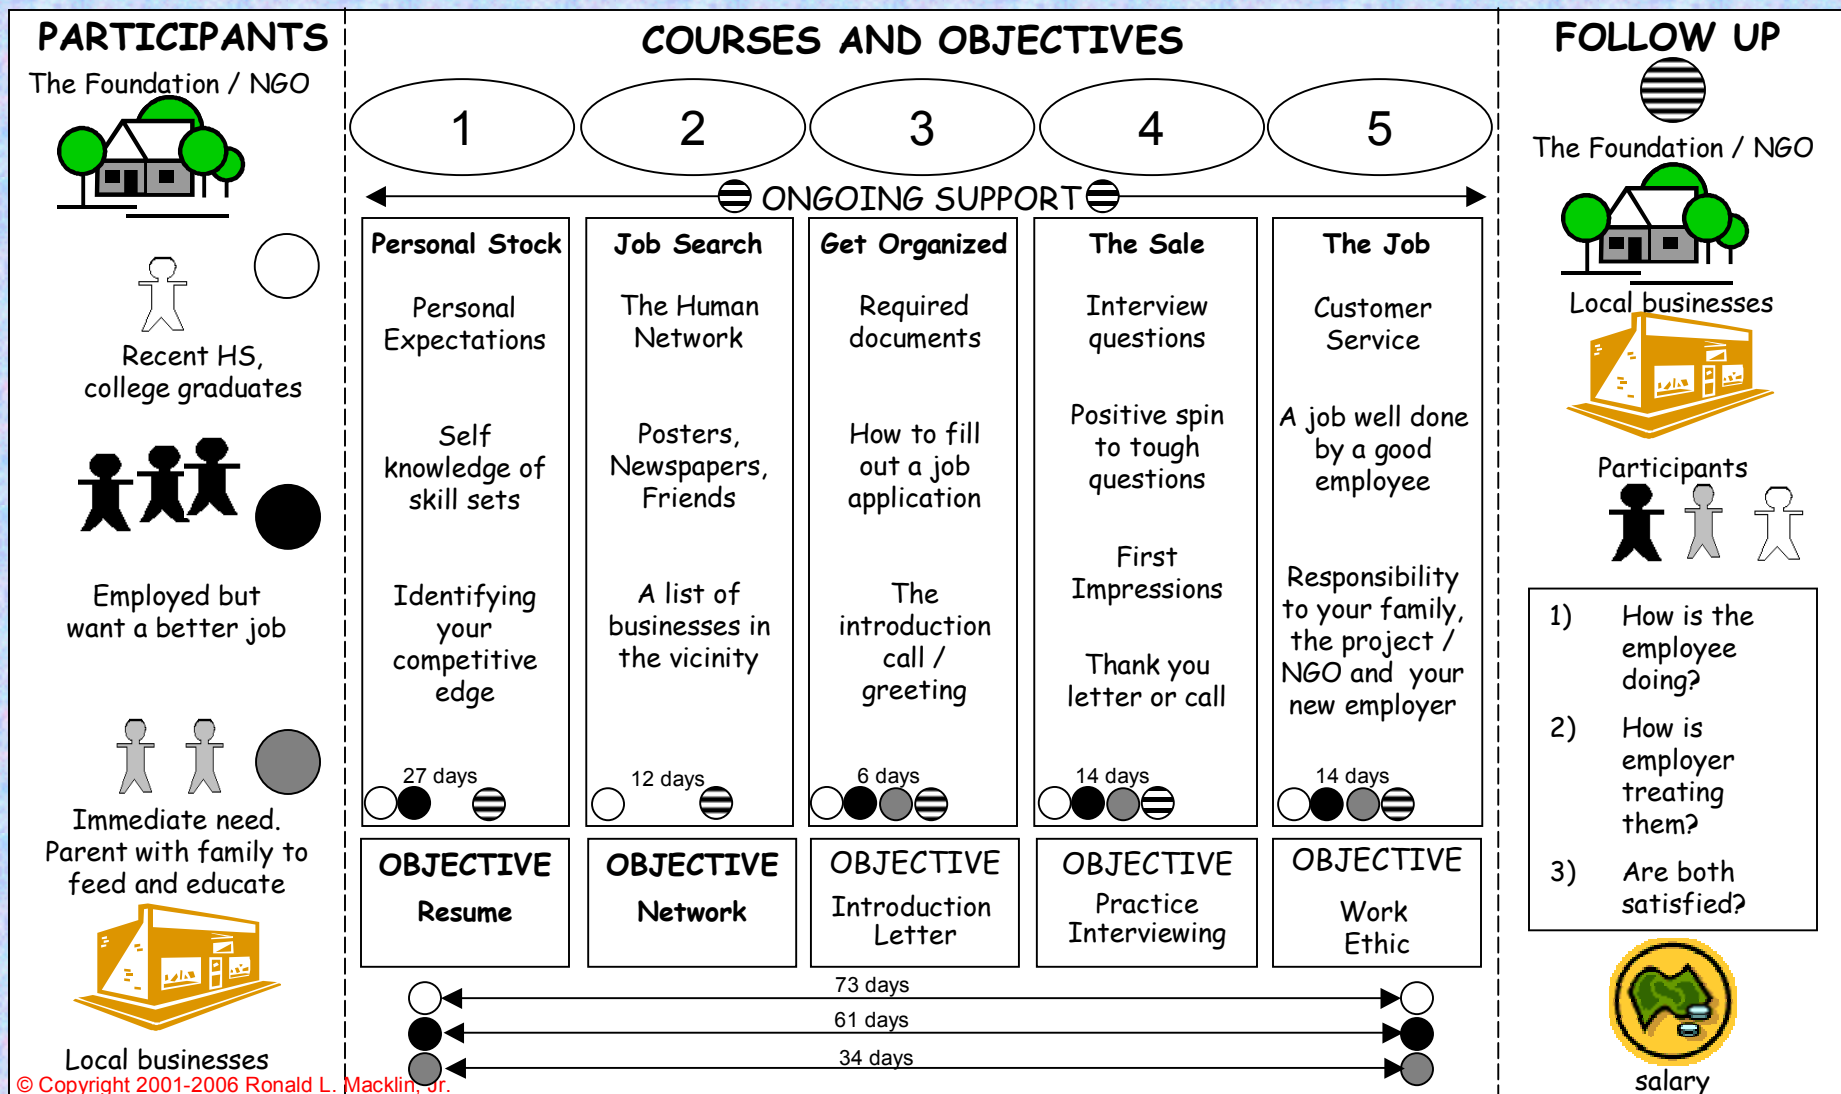 PARTICIPANTS
The Foundation / NGO
Recent HS,
college graduates
Employed but
want a better job
Immediate need.
Parent with family to
feed and educate
Local businesses
© Copyright 2001-2006 Ronald L. Macklin, Jr.
COURSES AND OBJECTIVES
1
2
3
4
5
ONGOING SUPPORT
Personal Stock
Personal
Expectations
Self
knowledge of
skill sets
Identifying
your
competitive
edge
27 days
OBJECTIVE
Resume
Job Search
The Human
Network
Posters,
Newspapers,
Friends
A list of
businesses in
the vicinity
12 days
OBJECTIVE
Network
Get Organized
Required
documents
How to fill
out a job
application
The
introduction
call /
greeting
6 days
OBJECTIVE
Introduction
Letter
The Sale
Interview
questions
Positive spin
to tough
questions
First
Impressions
Thank you
letter or call
14 days
OBJECTIVE
Practice
Interviewing
The Job
Customer
Service
A job well done
by a good
employee
Responsibility
to your family,
the project /
NGO and your
new employer
14 days
OBJECTIVE
Work
Ethic
73 days
61 days
34 days
FOLLOW UP
The Foundation / NGO
Local businesses
Participants
1) How is the
employee
doing?
2) How is
employer
treating
them?
3) Are both
satisfied?
salary